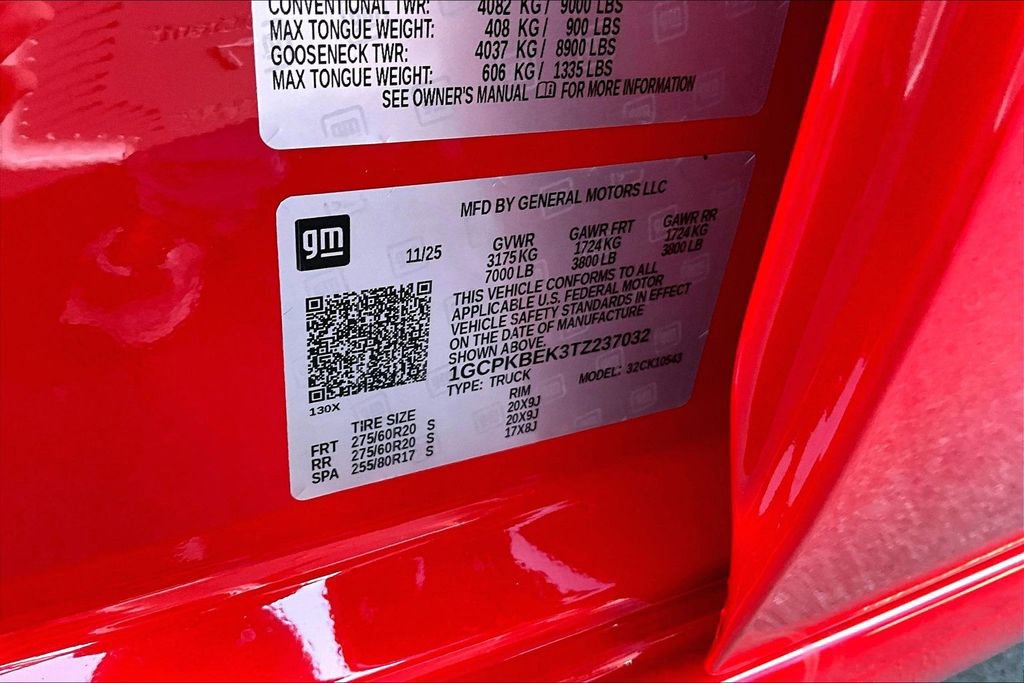 CONVENTIONAL TWR: 4082 KG/ 9000 LBS
MAX TONGUE WEIGHT: 408 KG/ 900 LBS
GOOSENECK TWR: 4037 KG/ 8900 LBS
MAX TONGUE WEIGHT: 606 KG/ 1335 LBS
SEE OWNER'S MANUAL FOR MORE INFORMATION
gm
MFD BY GENERAL MOTORS LLC
11/25
GVWR GAWR FRT GAWR RR
3175 KG 1724 KG 1724 KG
7000 LB 3800 LB 3800 LB
THIS VEHICLE CONFORMS TO ALL
APPLICABLE U.S. FEDERAL MOTOR
VEHICLE SAFETY STANDARDS IN EFFECT
ON THE DATE OF MANUFACTURE
SHOWN ABOVE.
1GCPKBEK3TZ237032
TYPE: TRUCK MODEL: 32CK10543
130X
TIRE SIZE RIM
FRT 275/60R20 S 20X9J
RR 275/60R20 S 20X9J
SPA 255/80R17 S 17X8J